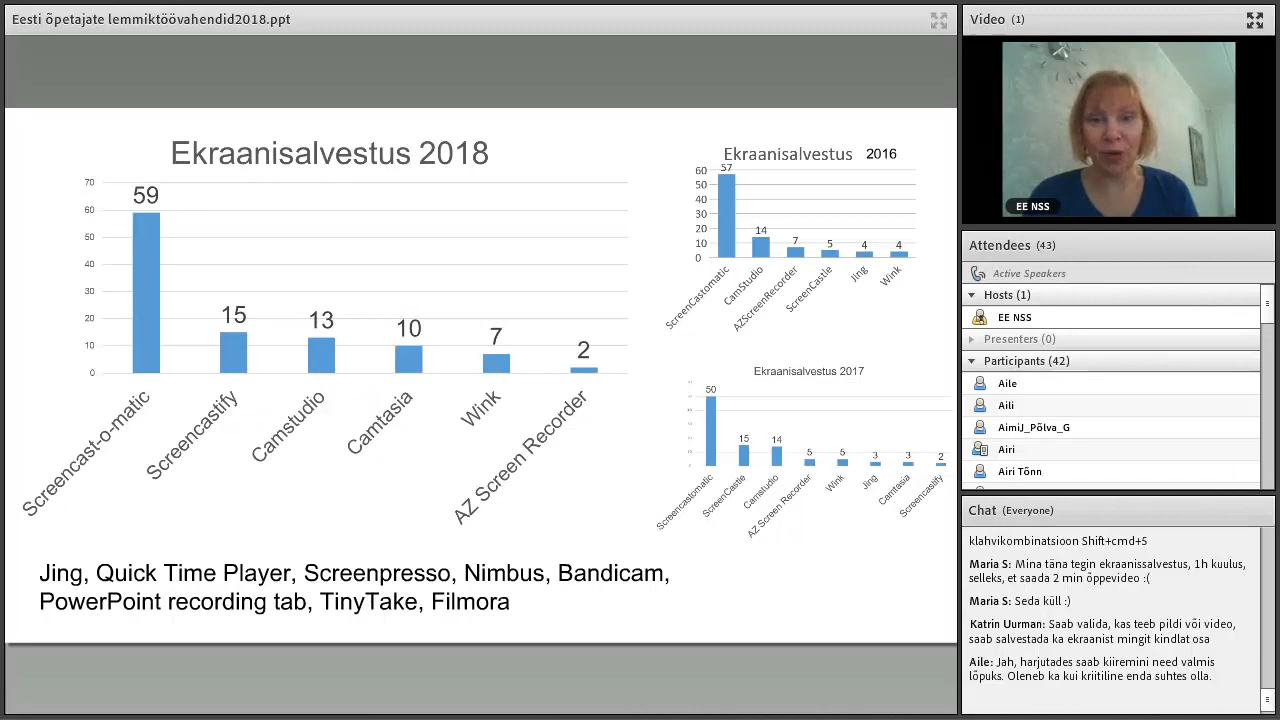 Eesti õpetajate lemmiktöövahendid2018.ppt
Ekraanisalvestus 2018
70
60
50
40
30
20
10
0
59
15
13
10
7
2
Screencast-o-matic
Screencastify
Camstudio
Camtasia
Wink
AZ Screen Recorder
Ekraanisalvestus 2016
60
50
40
30
20
10
0
57
14
7
5
4
4
ScreenCastomatic
CamStudio
AZScreenRecorder
ScreenCastle
Jing
Wink
Ekraanisalvestus 2017
50
15
14
5
5
3
3
2
Screencastomatic
ScreenCastle
Camstudio
AZ Screen Recorder
Wink
Jing
Camtasia
Screencastify
Jing, Quick Time Player, Screenpresso, Nimbus, Bandicam,
PowerPoint recording tab, TinyTake, Filmora
Video (1)
EE NSS
Attendees (43)
Active Speakers
Hosts (1)
EE NSS
Presenters (0)
Participants (42)
Aile
Aili
AimiJ_Põlva_G
Airi
Airi Tõnn
Chat (Everyone)
klahvikombinatsioon Shift+cmd+5
Maria S: Mina täna tegin ekraanisalvestus, 1h kuulus,
selleks, et saada 2 min õppevideo :(
Maria S: Seda küll :)
Katrin Uurman: Saab valida, kas teeb pildi või video,
saab salvestada ka ekraanist mingit kindlat osa
Aile: Jah, harjutades saab kiiremini need valmis
lõpuks. Oleneb ka kui kriitiline enda suhtes olla.